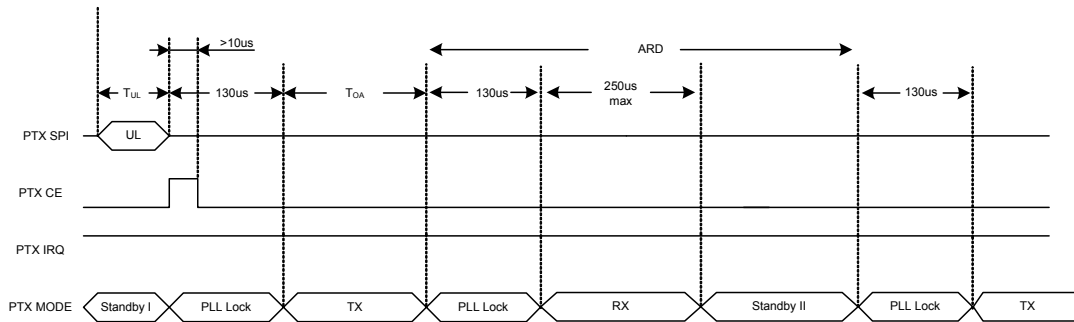 >10us
ARD
TUL
130us
TOA
130us
250us
max
130us
PTX SPI
UL
PTX CE
PTX IRQ
PTX MODE
Standby I
PLL Lock
TX
PLL Lock
RX
Standby II
PLL Lock
TX